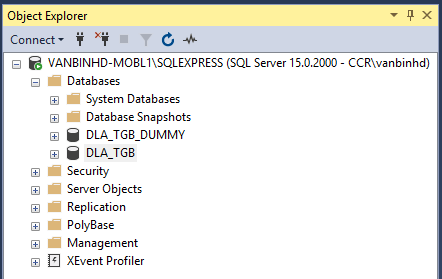 Object Explorer
Connect
VANBINHD-MOBL1\SQLEXPRESS (SQL Server 15.0.2000 - CCR\vanbinhd)
Databases
System Databases
Database Snapshots
DLA_TGB_DUMMY
DLA_TGB
Security
Server Objects
Replication
PolyBase
Management
XEvent Profiler